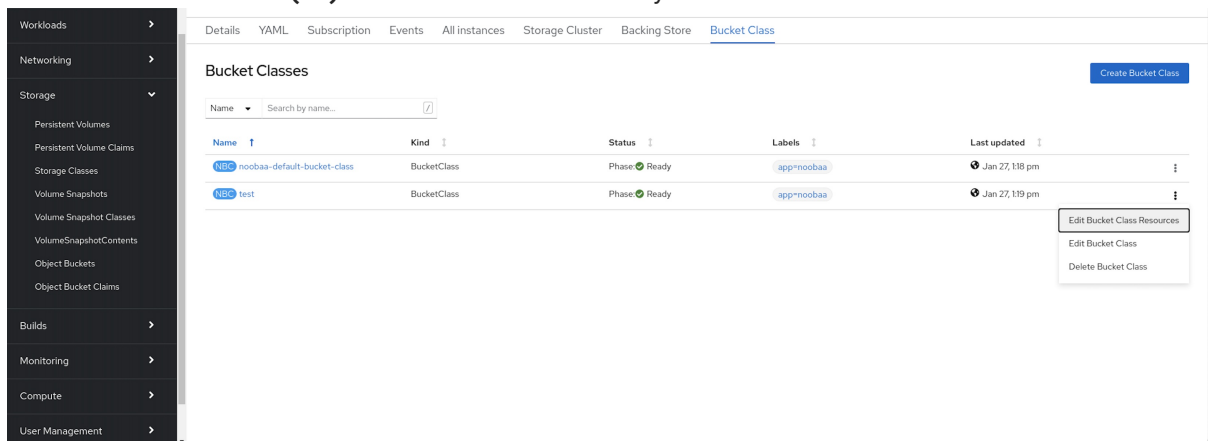 Workloads
Networking
Storage
Persistent Volumes
Persistent Volume Claims
Storage Classes
Volume Snapshots
Volume Snapshot Classes
VolumeSnapshotContents
Object Buckets
Object Bucket Claims
Builds
Monitoring
Compute
User Management
Details YAML Subscription Events All instances Storage Cluster Backing Store Bucket Class
Bucket Classes
Create Bucket Class
Name Search by name... /
Name Kind Status Labels Last updated
NBC noobaa-default-bucket-class BucketClass Phase: Ready app=noobaa Jan 27, 1:18 pm
NBC test BucketClass Phase: Ready app=noobaa Jan 27, 1:19 pm
Edit Bucket Class Resources
Edit Bucket Class
Delete Bucket Class